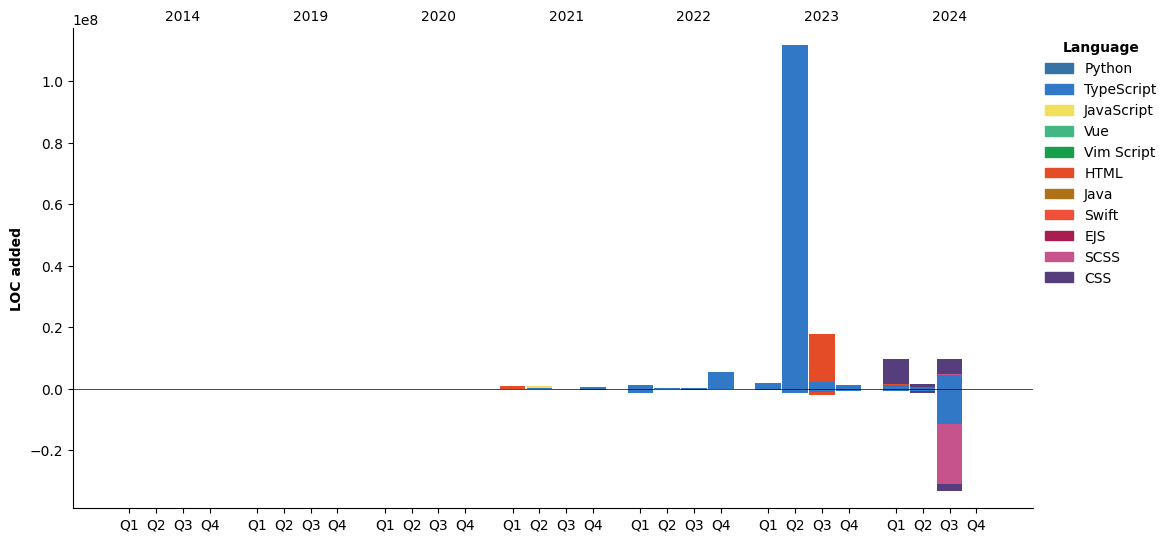 1e8
2014 2019 2020 2021 2022 2023 2024
Language
Python
TypeScript
JavaScript
Vue
Vim Script
HTML
Java
Swift
EJS
SCSS
CSS
LOC added
1.0
0.8
0.6
0.4
0.2
0.0
−0.2
Q1 Q2 Q3 Q4 Q1 Q2 Q3 Q4 Q1 Q2 Q3 Q4 Q1 Q2 Q3 Q4 Q1 Q2 Q3 Q4 Q1 Q2 Q3 Q4 Q1 Q2 Q3 Q4